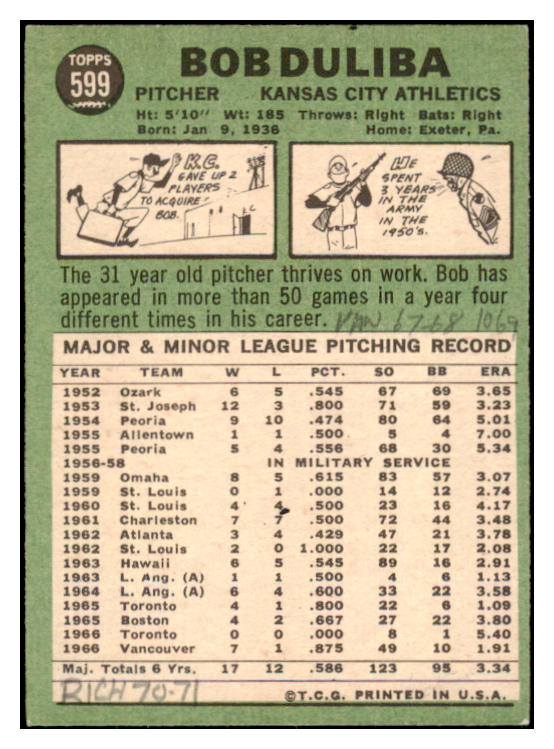 TOPPS
599
BOB DULIBA
PITCHER KANSAS CITY ATHLETICS
Ht: 5'10" Wt: 185 Throws: Right Bats: Right
Born: Jan 9, 1936 Home: Exeter, Pa.
K.C.
GAVE UP 2
PLAYERS
TO ACQUIRE
BOB.
HE
SPENT
3 YEARS
IN THE
ARMY
IN THE
1950's.
The 31 year old pitcher thrives on work. Bob has
appeared in more than 50 games in a year four
different times in his career. VAN 67-68 1069
MAJOR & MINOR LEAGUE PITCHING RECORD
YEAR TEAM W L PCT. SO BB ERA
1952 Ozark 6 5 .545 67 69 3.65
1953 St. Joseph 12 3 .800 71 59 3.23
1954 Peoria 9 10 .474 80 64 5.01
1955 Allentown 1 1 .500 5 4 7.00
1955 Peoria 5 4 .556 68 30 5.34
1956-58 IN MILITARY SERVICE
1959 Omaha 8 5 .615 83 57 3.07
1959 St. Louis 0 1 .000 14 12 2.74
1960 St. Louis 4 4 .500 23 16 4.17
1961 Charleston 7 7 .500 72 44 3.48
1962 Atlanta 3 4 .429 47 21 3.78
1962 St. Louis 2 0 1.000 22 17 2.08
1963 Hawaii 6 5 .545 89 16 2.91
1963 L. Ang. (A) 1 1 .500 4 6 1.13
1964 L. Ang. (A) 6 4 .600 33 22 3.58
1965 Toronto 4 1 .800 22 6 1.09
1965 Boston 4 2 .667 27 22 3.80
1966 Toronto 0 0 .000 8 1 5.40
1966 Vancouver 7 1 .875 49 10 1.91
Maj. Totals 6 Yrs. 17 12 .586 123 95 3.34
RICH 70-71
©T.C.G. PRINTED IN U.S.A.